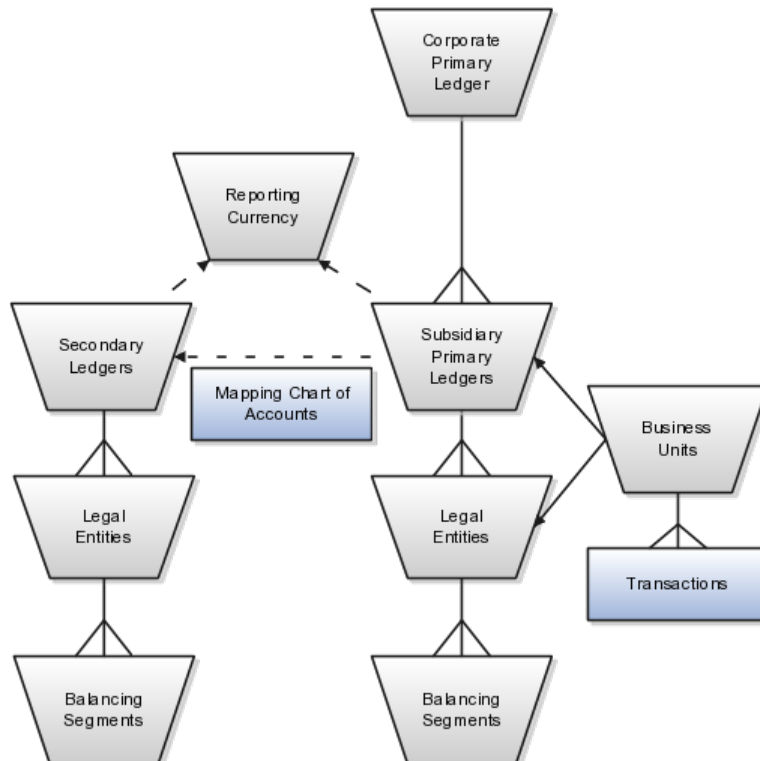 Corporate
Primary
Ledger
Reporting
Currency
Secondary
Ledgers
Subsidiary
Primary
Ledgers
Mapping Chart of
Accounts
Business
Units
Legal
Entities
Legal
Entities
Transactions
Balancing
Segments
Balancing
Segments